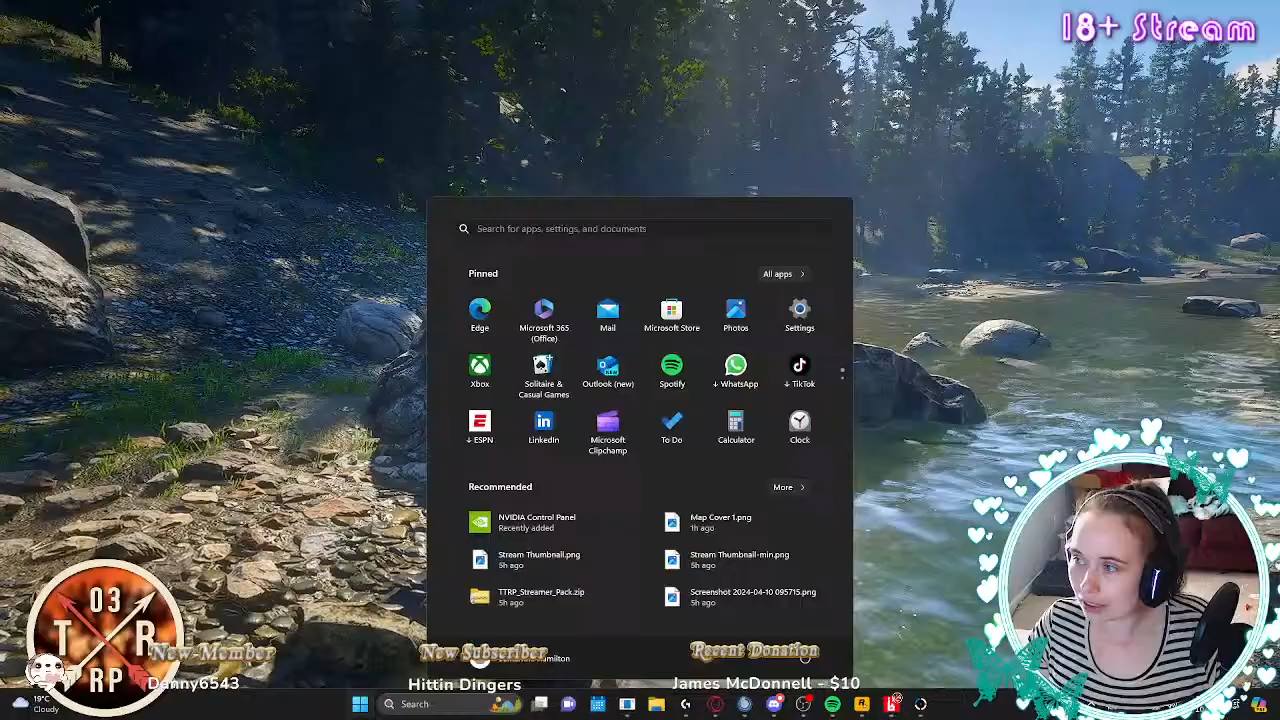 18+ Stream
Search for apps, settings, and documents
Pinned
All apps
Edge
Microsoft 365
(Office)
Mail
Microsoft Store
Photos
Settings
Xbox
Solitaire &
Casual Games
Outlook (new)
Spotify
↓ WhatsApp
↓ TikTok
↓ ESPN
LinkedIn
Microsoft
Clipchamp
To Do
Calculator
Clock
Recommended
More
NVIDIA Control Panel
Recently added
Map Cover 1.png
1h ago
Stream Thumbnail.png
5h ago
Stream Thumbnail-min.png
5h ago
TTRP_Streamer_Pack.zip
5h ago
Screenshot 2024-04-10 095715.png
5h ago
03
T R
RP
New Member
Danny6543
New Subscriber
Hittin Dingers
Recent Donation
James McDonnell - $10
19°C
Cloudy
Search